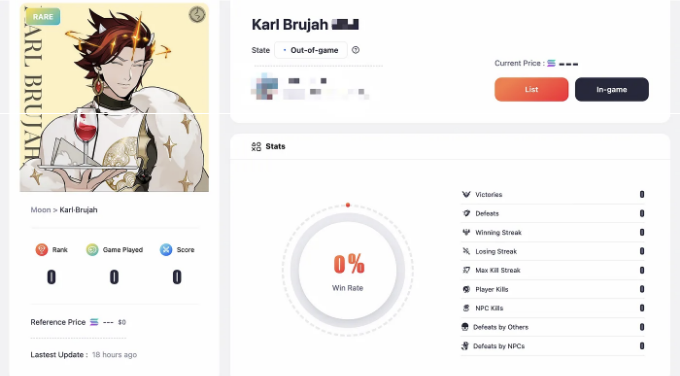 RARE
KARL BRUJAH
Moon > Karl-Brujah
Rank
Game Played
Score
0
0
0
Reference Price
--- $0
Lastest Update : 18 hours ago
Karl Brujah
State
Out-of-game
Current Price : ---
List
In-game
Stats
0%
Win Rate
Victories 0
Defeats 0
Winning Streak 0
Losing Streak 0
Max Kill Streak 0
Player Kills 0
NPC Kills 0
Defeats by Others 0
Defeats by NPCs 0